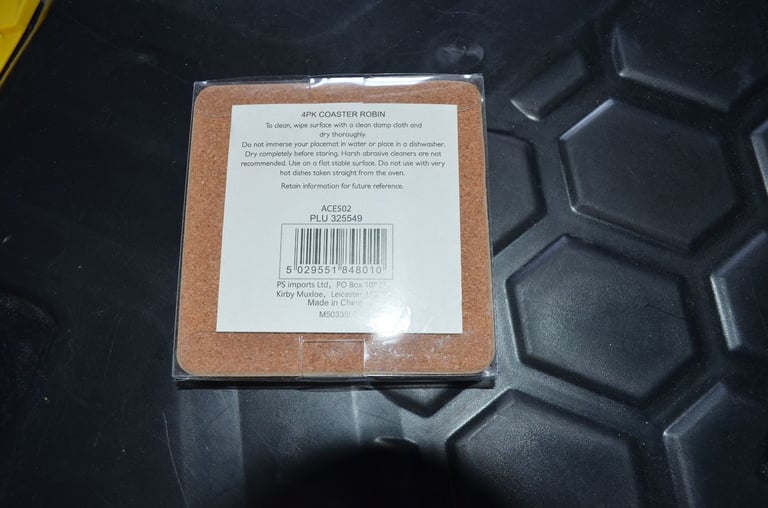 4PK COASTER ROBIN
To clean, wipe surface with a clean damp cloth and
dry thoroughly.
Do not immerse your placemat in water or place in a dishwasher.
Dry completely before storing. Harsh abrasive cleaners are not
recommended. Use on a flat stable surface. Do not use with very
hot dishes taken straight from the oven.
Retain information for future reference.
ACE502
PLU 325549
5 029551 848010
PS imports Ltd, PO Box
Kirby Muxloe, Leicester
Made in China